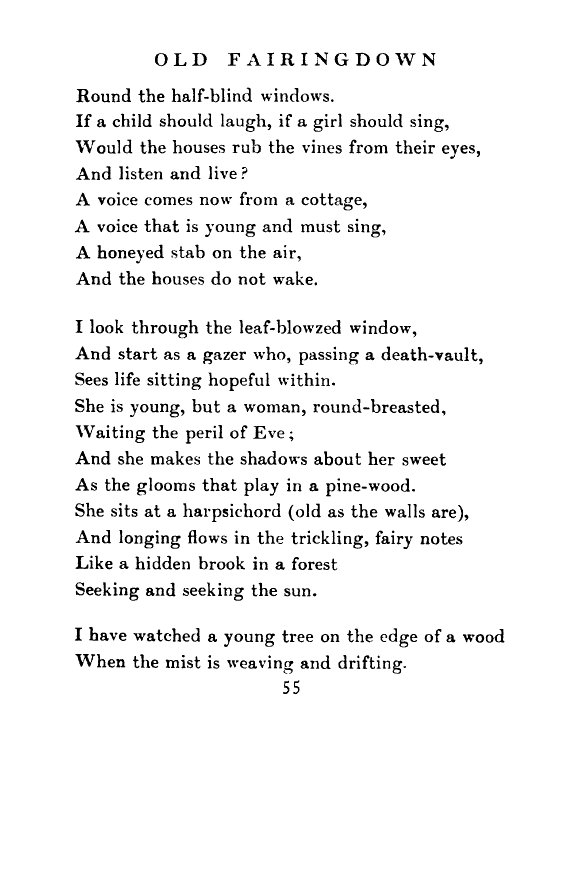 OLD FAIRINGDOWN
Round the half-blind windows.
If a child should laugh, if a girl should sing,
Would the houses rub the vines from their eyes,
And listen and live?
A voice comes now from a cottage,
A voice that is young and must sing,
A honeyed stab on the air,
And the houses do not wake.
I look through the leaf-blowzed window,
And start as a gazer who, passing a death-vault,
Sees life sitting hopeful within.
She is young, but a woman, round-breasted,
Waiting the peril of Eve;
And she makes the shadows about her sweet
As the glooms that play in a pine-wood.
She sits at a harpsichord (old as the walls are),
And longing flows in the trickling, fairy notes
Like a hidden brook in a forest
Seeking and seeking the sun.
I have watched a young tree on the edge of a wood
When the mist is weaving and drifting.
55